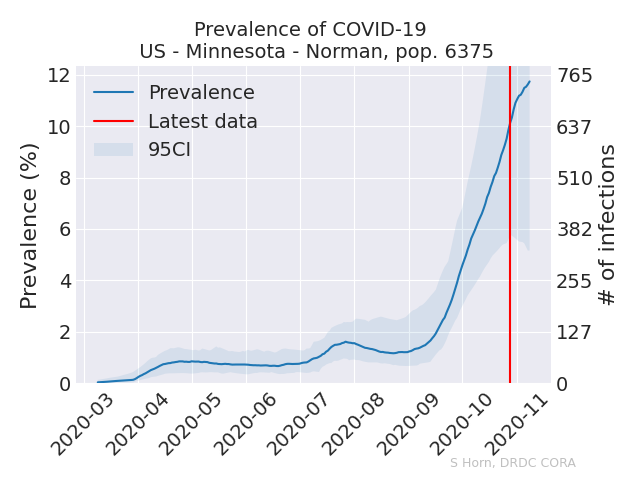 Prevalence of COVID-19
US - Minnesota - Norman, pop. 6375
Prevalence
Latest data
95CI
Prevalence (%)
12
10
8
6
4
2
0
765
637
510
382
255
127
0
# of infections
2020-03
2020-04
2020-05
2020-06
2020-07
2020-08
2020-09
2020-10
2020-11
S Horn, DRDC CORA